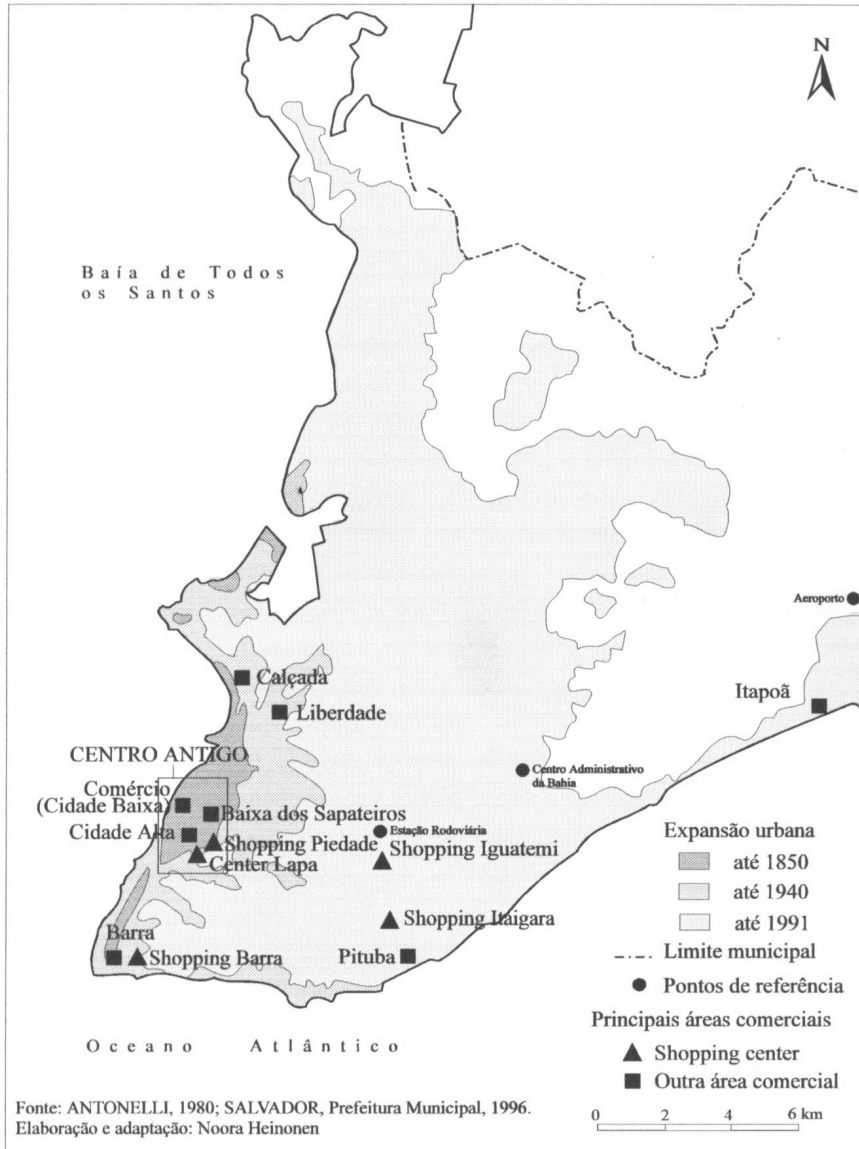 N
Baía de Todos
os Santos
Aeroporto
Itapoã
Calçada
Liberdade
CENTRO ANTIGO
Comércio
(Cidade Baixa)
Baixa dos Sapateiros
Cidade Alta
Shopping Piedade
Center Lapa
Centro Administrativo
da Bahia
Estação Rodoviária
Shopping Iguatemi
Shopping Itaigara
Barra
Shopping Barra
Pituba
Oceano Atlântico
Expansão urbana
até 1850
até 1940
até 1991
Limite municipal
Pontos de referência
Principais áreas comerciais
Shopping center
Outra área comercial
0 2 4 6 km
Fonte: ANTONELLI, 1980; SALVADOR, Prefeitura Municipal, 1996.
Elaboração e adaptação: Noora Heinonen